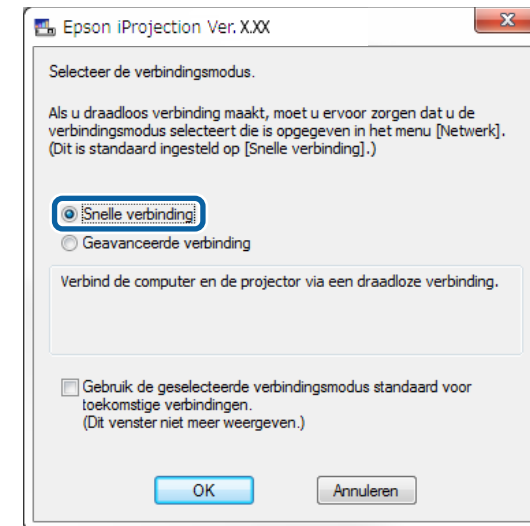 Epson iProjection Ver. X.XX
Selecteer de verbindingsmodus.
Als u draadloos verbinding maakt, moet u ervoor zorgen dat u de
verbindingsmodus selecteert die is opgegeven in het menu [Netwerk].
(Dit is standaard ingesteld op [Snelle verbinding].)
Snelle verbinding
Geavanceerde verbinding
Verbind de computer en de projector via een draadloze verbinding.
Gebruik de geselecteerde verbindingsmodus standaard voor
toekomstige verbindingen.
(Dit venster niet meer weergeven.)
OK Annuleren